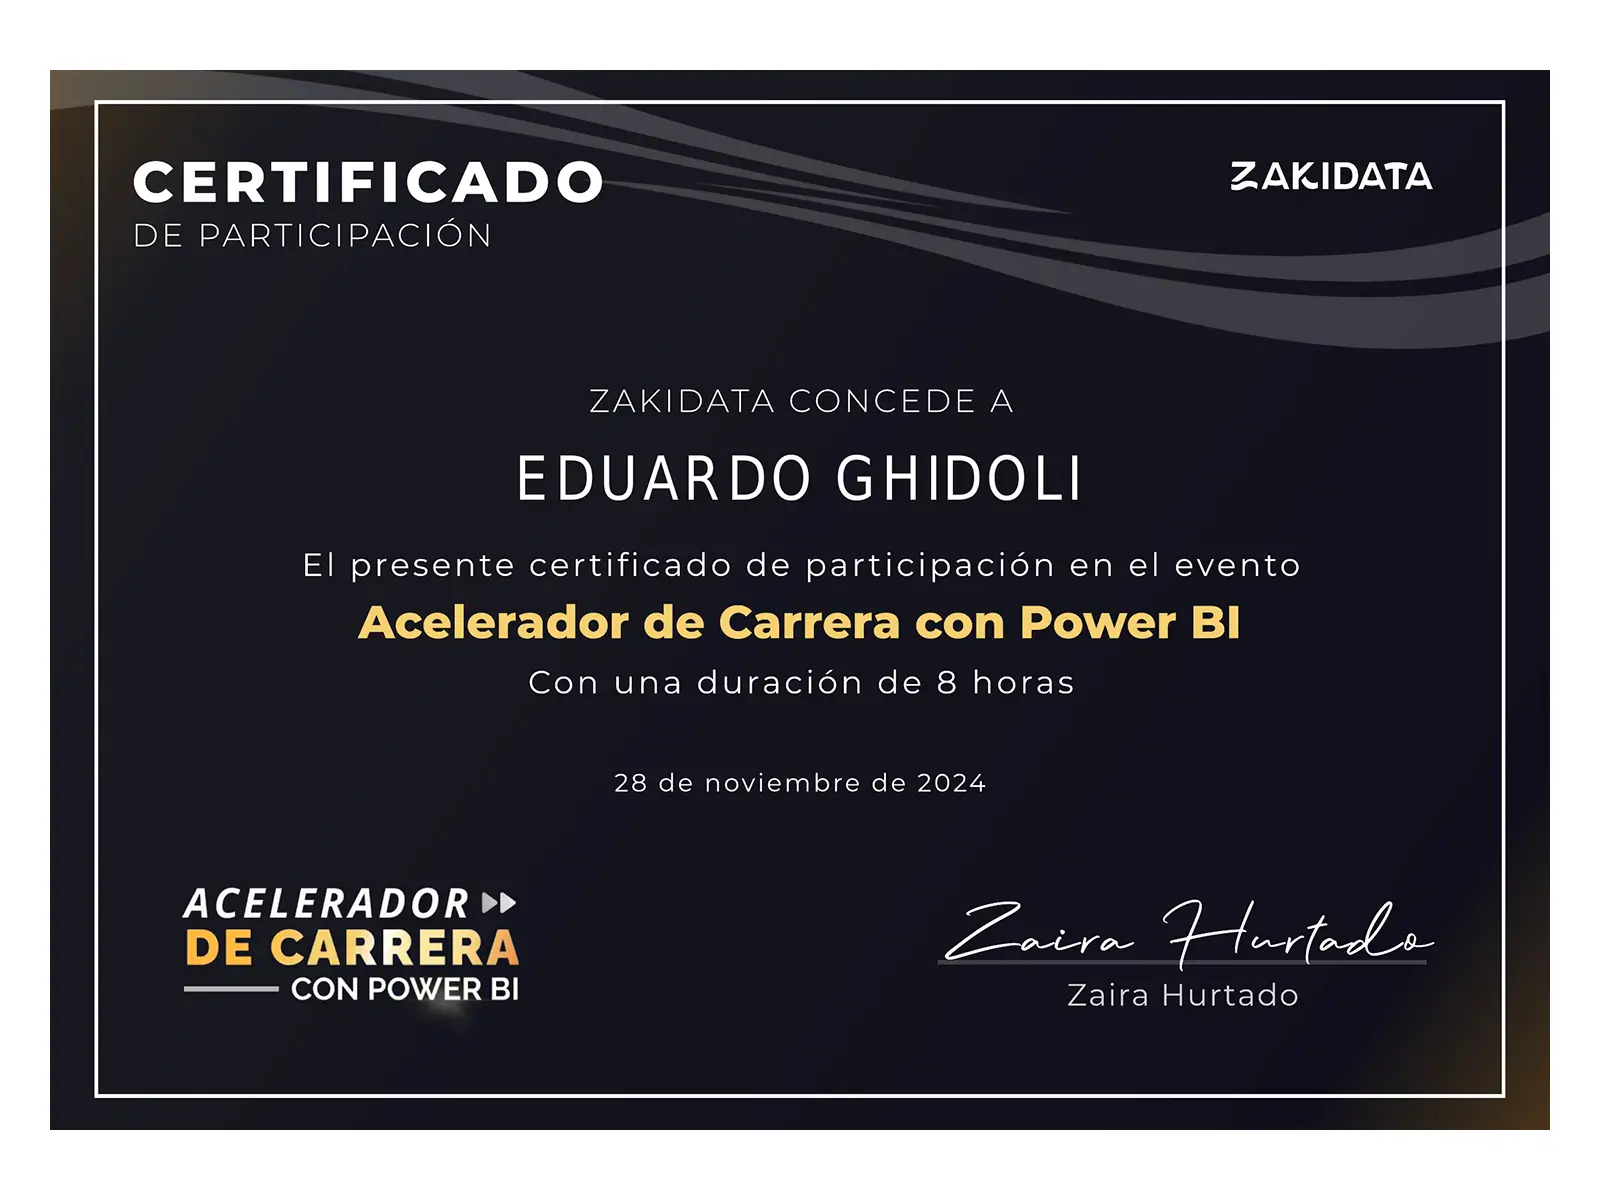 CERTIFICADO
DE PARTICIPACIÓN
ZAKIDATA
ZAKIDATA CONCEDE A
EDUARDO GHIDOLI
El presente certificado de participación en el evento
Acelerador de Carrera con Power BI
Con una duración de 8 horas
28 de noviembre de 2024
ACELERADOR
DE CARRERA
CON POWER BI
Zaira Hurtado
Zaira Hurtado